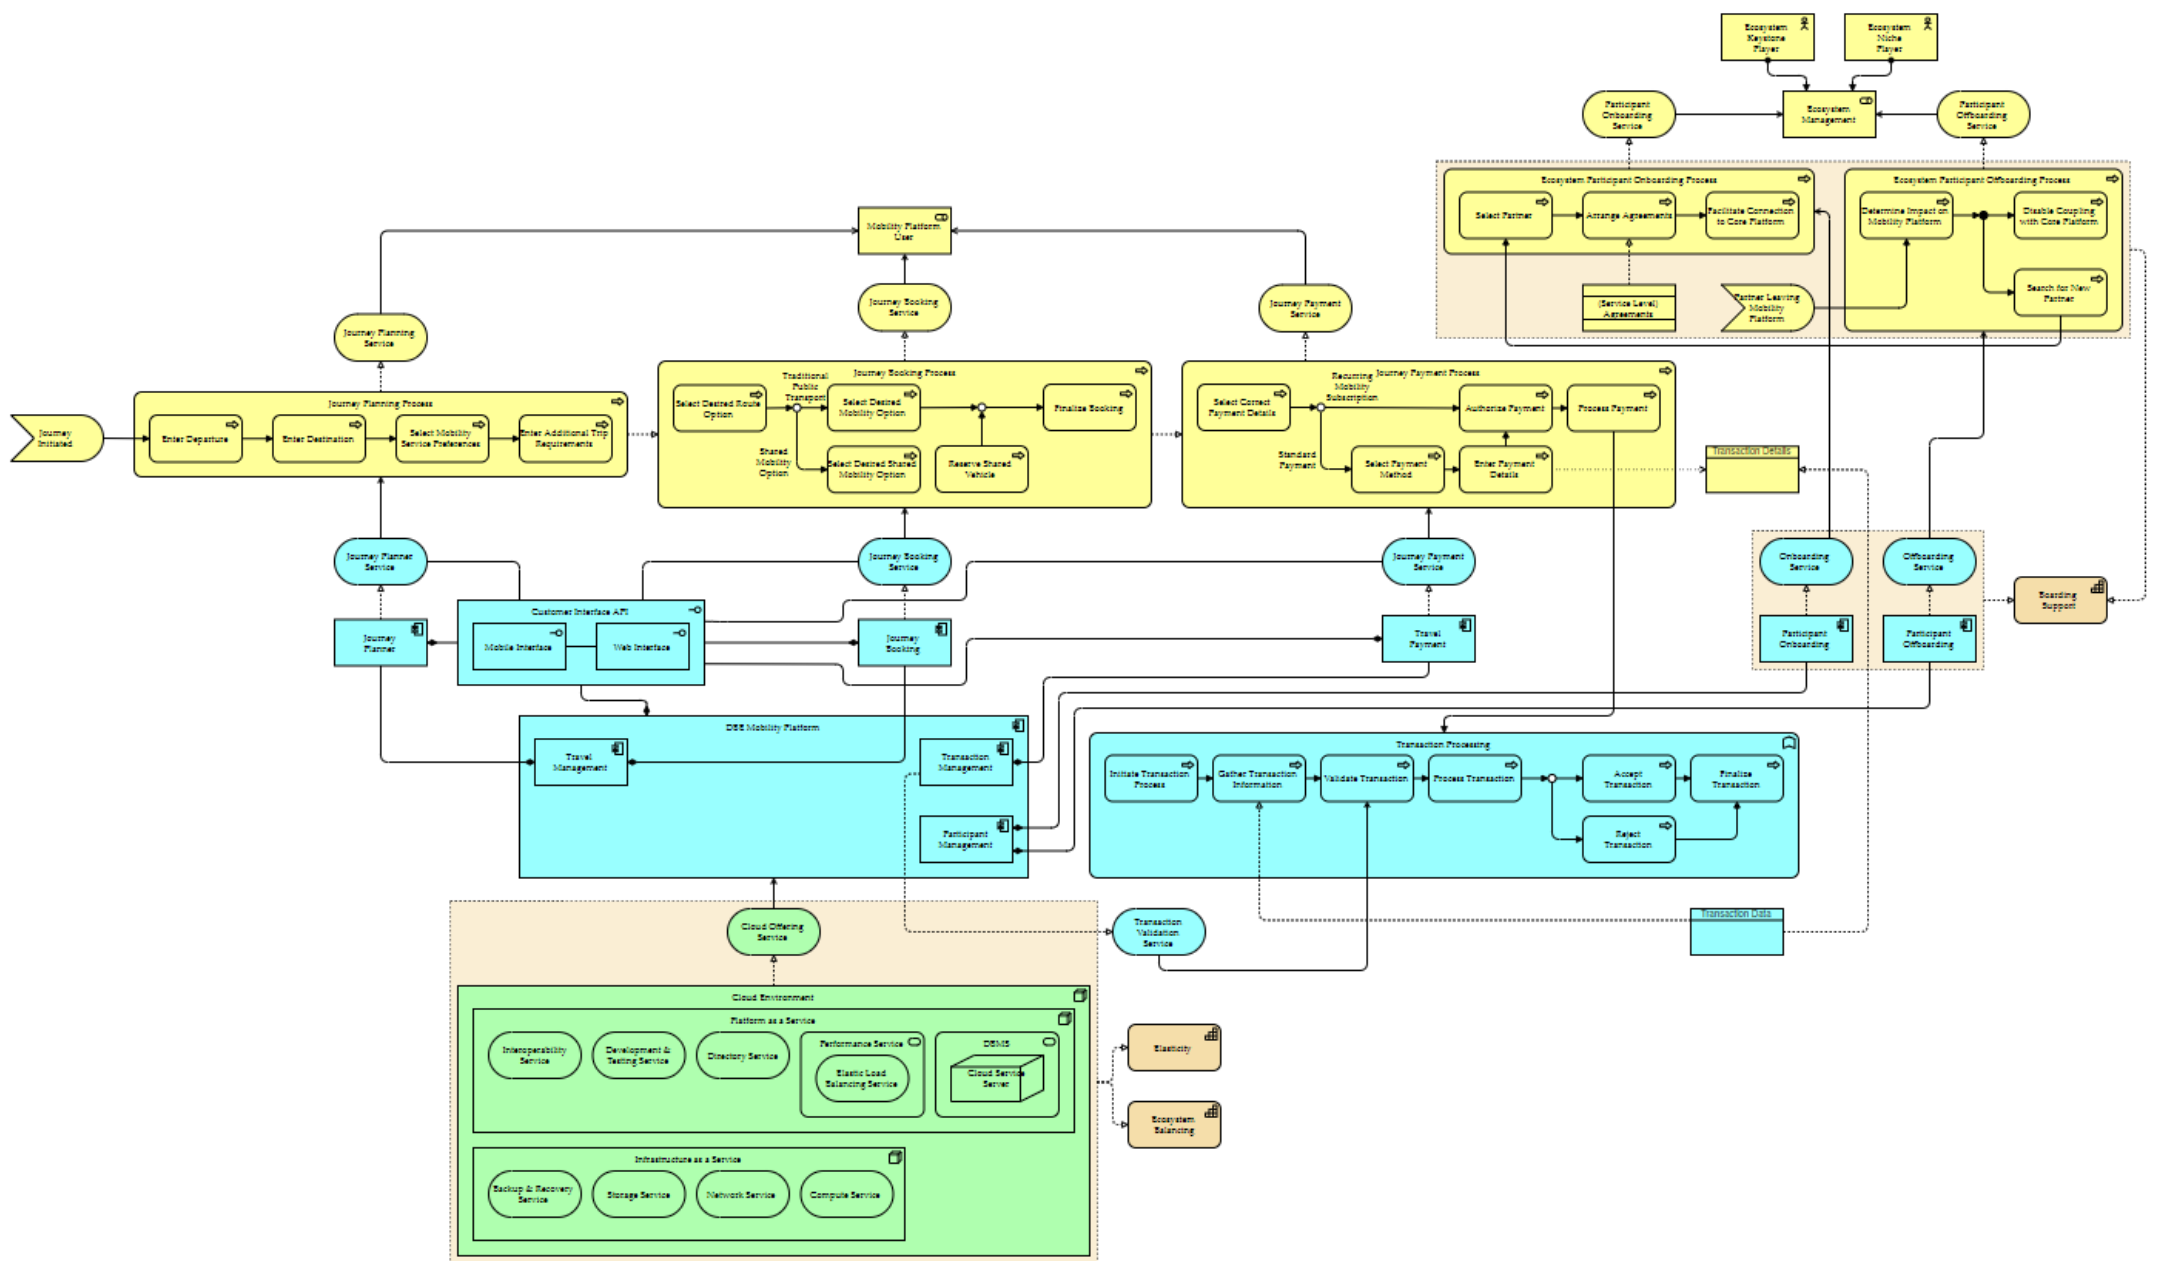 Ecosystem
Keystone
Player
Ecosystem
Niche
Player
Participant
Onboarding
Service
Ecosystem
Management
Participant
Offboarding
Service
Ecosystem Participant Onboarding Process
Select Partner
Arrange Agreements
Facilitate Connection
to Core Platform
(Service Level)
Agreements
Partner Leaving
Mobility
Platform
Ecosystem Participant Offboarding Process
Determine Impact on
Mobility Platform
Disable Coupling
with Core Platform
Search for New
Partner
Mobility Platform
User
Journey Planning
Service
Journey Booking
Service
Journey Payment
Service
Journey
Initiated
Journey Planning Process
Enter Departure
Enter Destination
Select Mobility
Service Preferences
Enter Additional Trip
Requirements
Journey Booking Process
Select Desired Route
Option
Traditional
Public
Transport
Select Desired
Mobility Option
Finalize Booking
Shared
Mobility
Option
Select Desired Shared
Mobility Option
Reserve Shared
Vehicle
Journey Payment Process
Select Correct
Payment Details
Recurring
Mobility
Subscription
Authorize Payment
Process Payment
Standard
Payment
Select Payment
Method
Enter Payment
Details
Transaction Details
Journey Planner
Service
Journey Booking
Service
Journey Payment
Service
Onboarding
Service
Offboarding
Service
Boarding
Support
Journey
Planner
Customer Interface API
Mobile Interface
Web Interface
Journey
Booking
Travel
Payment
Participant
Onboarding
Participant
Offboarding
DSE Mobility Platform
Travel
Management
Transaction
Management
Participant
Management
Transaction Processing
Initiate Transaction
Process
Gather Transaction
Information
Validate Transaction
Process Transaction
Accept
Transaction
Finalize
Transaction
Reject
Transaction
Cloud Offering
Service
Transaction
Validation
Service
Transaction Data
Cloud Environment
Platform as a Service
Interoperability
Service
Development &
Testing Service
Directory Service
Performance Service
Elastic Load
Balancing Service
DBMS
Cloud Service
Server
Elasticity
Ecosystem
Balancing
Infrastructure as a Service
Backup & Recovery
Service
Storage Service
Network Service
Compute Service